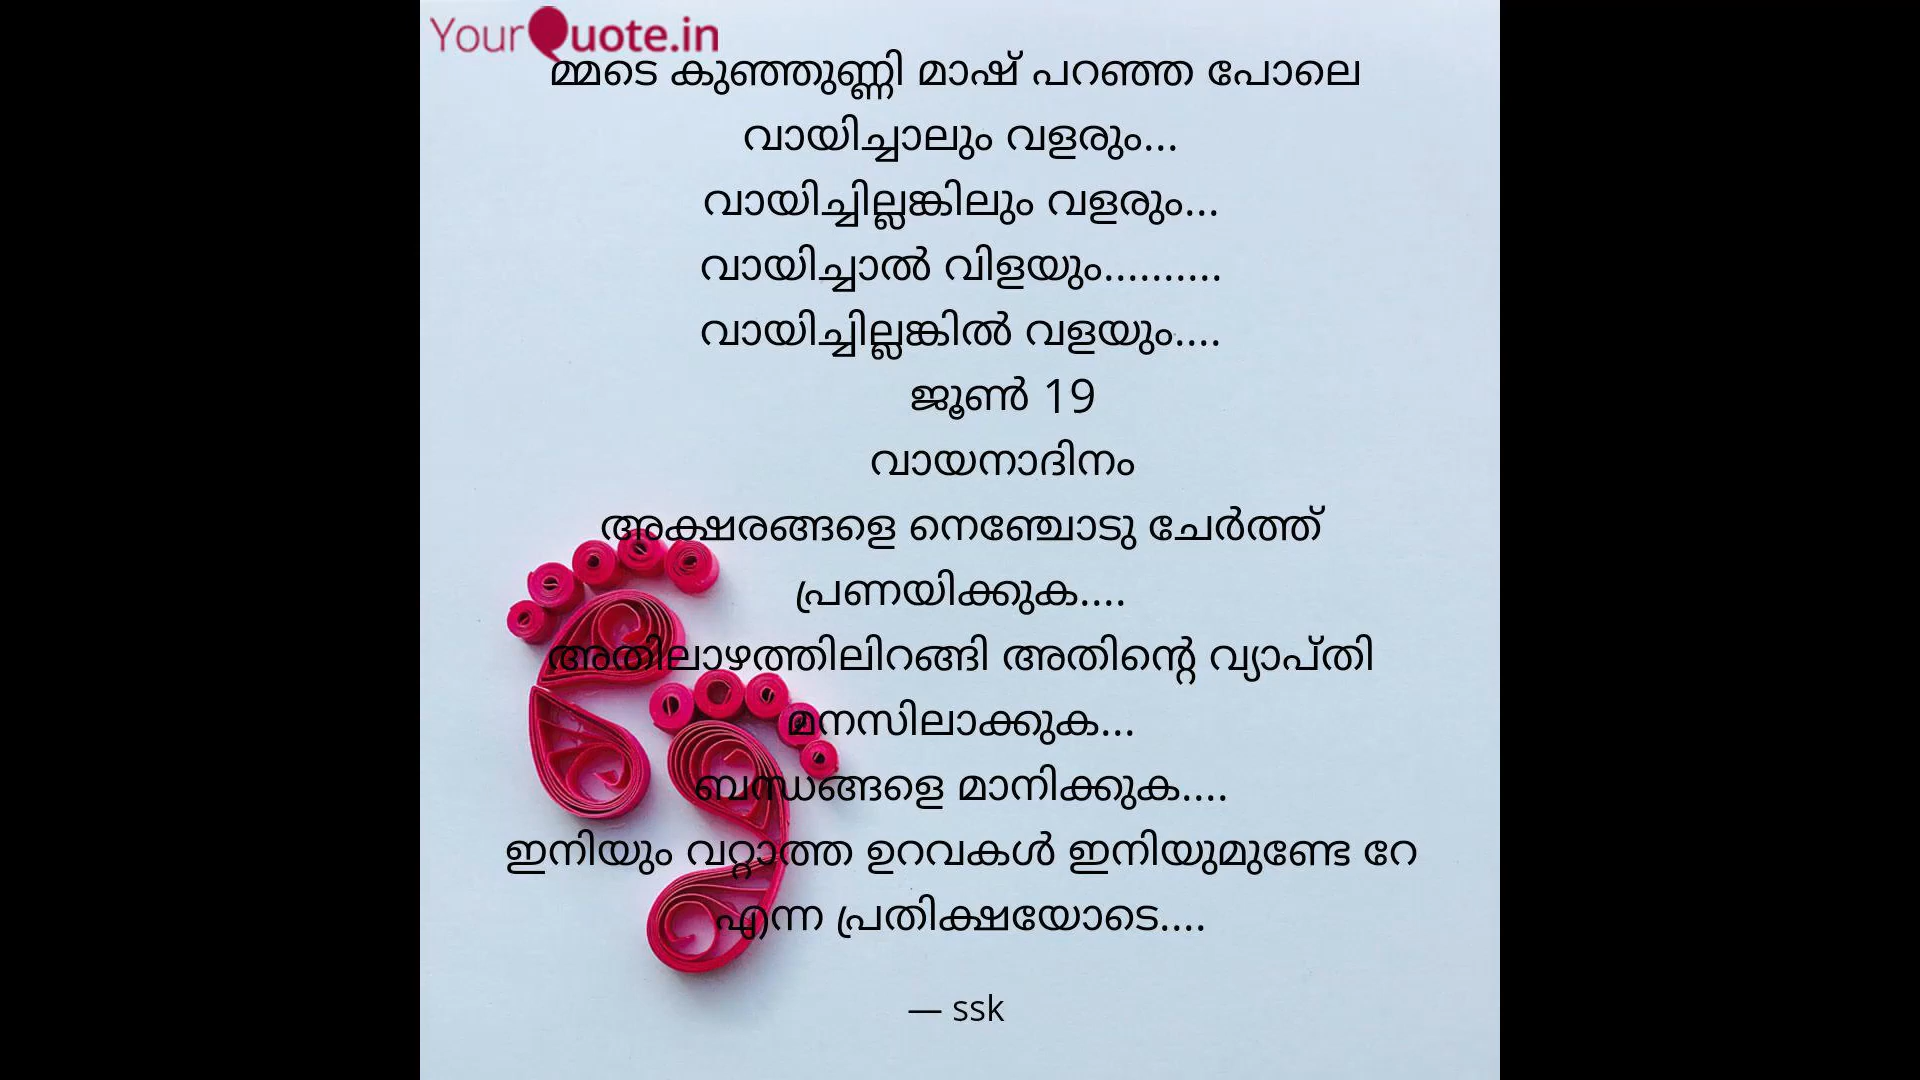 YourQuote.in
മ്മടെ കുഞ്ഞുണ്ണി മാഷ് പറഞ്ഞ പോലെ
വായിച്ചാലും വളരും...
വായിച്ചില്ലങ്കിലും വളരും...
വായിച്ചാൽ വിളയും..........
വായിച്ചില്ലങ്കിൽ വളയും....
ജൂൺ 19
വായനാദിനം
അക്ഷരങ്ങളെ നെഞ്ചോടു ചേർത്ത്
പ്രണയിക്കുക....
അതിലാഴത്തിലിറങ്ങി അതിന്റെ വ്യാപ്തി
മനസിലാക്കുക...
ബന്ധങ്ങളെ മാനിക്കുക....
ഇനിയും വറ്റാത്ത ഉറവകൾ ഇനിയുമുണ്ടേ റേ
എന്ന പ്രതിക്ഷയോടെ....
— ssk